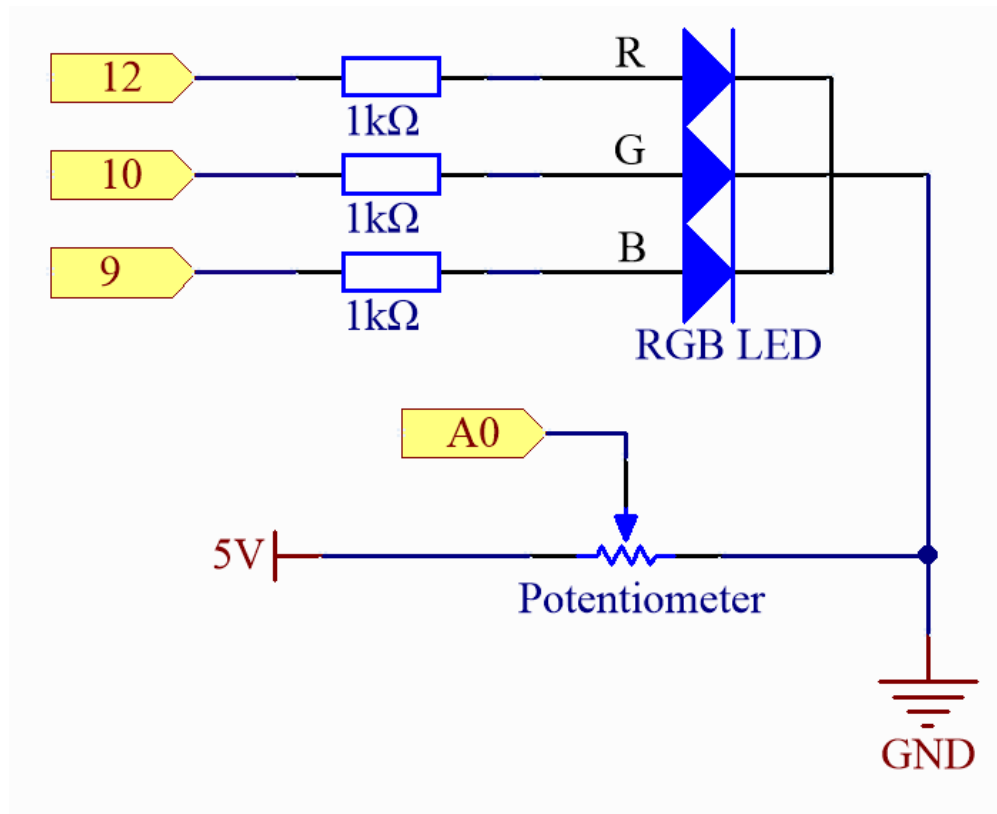 12
R
1kΩ
10
G
1kΩ
9
B
1kΩ
RGB LED
A0
5V
Potentiometer
GND